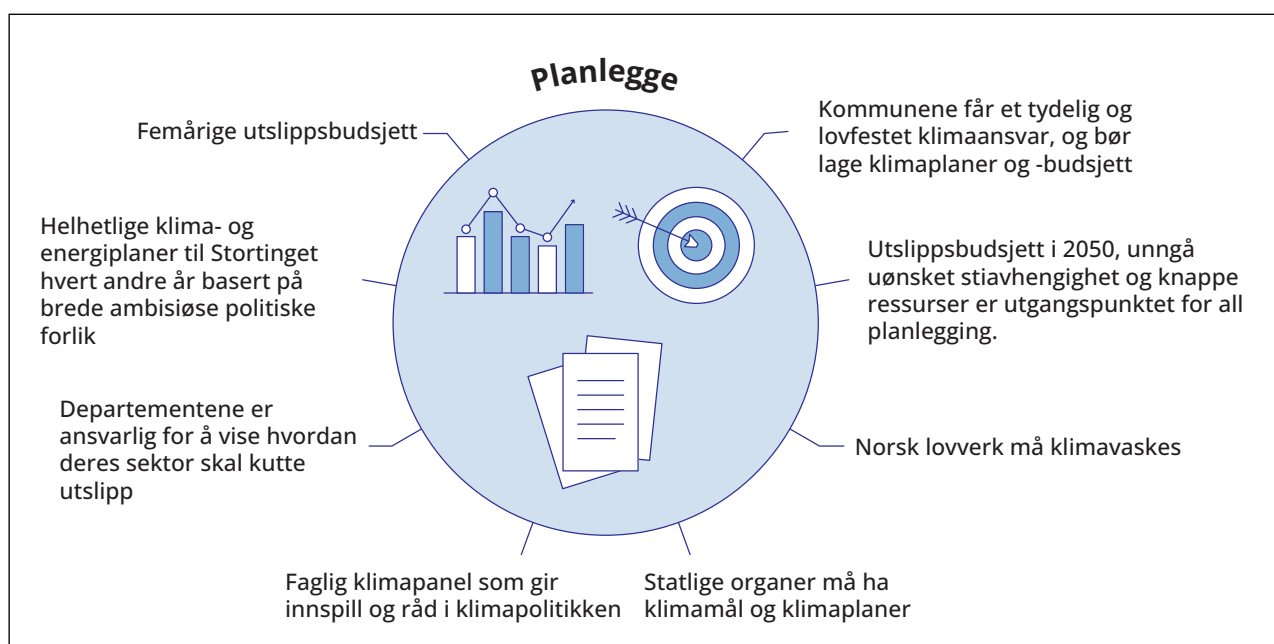 Planlegge
Femårige utslippsbudsjett
Kommunene får et tydelig og
lovfestet klimaansvar, og bør
lage klimaplaner og -budsjett
Helhetlige klima- og
energiplaner til Stortinget
hvert andre år basert på
brede ambisiøse politiske
forlik
Utslippsbudsjett i 2050, unngå
uønsket stiavhengighet og knappe
ressurser er utgangspunktet for all
planlegging.
Departementene er
ansvarlig for å vise hvordan
deres sektor skal kutte
utslipp
Norsk lovverk må klimavaskes
Faglig klimapanel som gir
innspill og råd i klimapolitikken
Statlige organer må ha
klimamål og klimaplaner